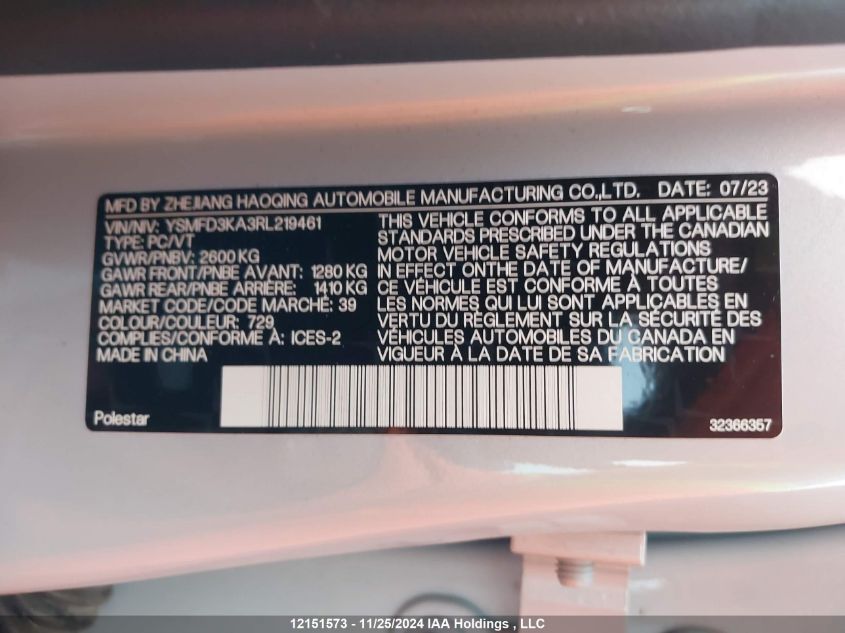 MFD BY ZHEJIANG HAOQING AUTOMOBILE MANUFACTURING CO.,LTD. DATE: 07/23
VIN/NIV: YSMFD3KA3RL219461
TYPE: PC/VT
GVWR/PNBV: 2600 KG
GAWR FRONT/PNBE AVANT: 1280 KG
GAWR REAR/PNBE ARRIÈRE: 1410 KG
MARKET CODE/CODE MARCHÉ: 39
COLOUR/COULEUR: 729
COMPLIES/CONFORME À: ICES-2
MADE IN CHINA
THIS VEHICLE CONFORMS TO ALL APPLICABLE
STANDARDS PRESCRIBED UNDER THE CANADIAN
MOTOR VEHICLE SAFETY REGULATIONS
IN EFFECT ONTHE DATE OF MANUFACTURE/
CE VÉHICULE EST CONFORME À TOUTES
LES NORMES QUI LUI SONT APPLICABLES EN
VERTU DU RÈGLEMENT SUR LA SÉCURITÉ DES
VÉHICULES AUTOMOBILES DU CANADA EN
VIGUEUR À LA DATE DE SA FABRICATION
Polestar
32366357
12151573 - 11/25/2024 IAA Holdings , LLC